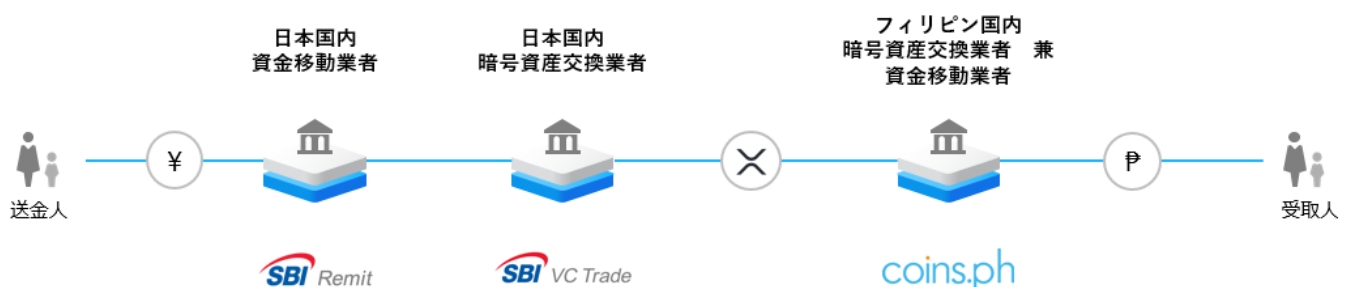 日本国内
資金移動業者
日本国内
暗号資産交換業者
フィリピン国内
暗号資産交換業者　兼
資金移動業者
¥
₱
送金人
受取人
SBI Remit
SBI VC Trade
coins.ph